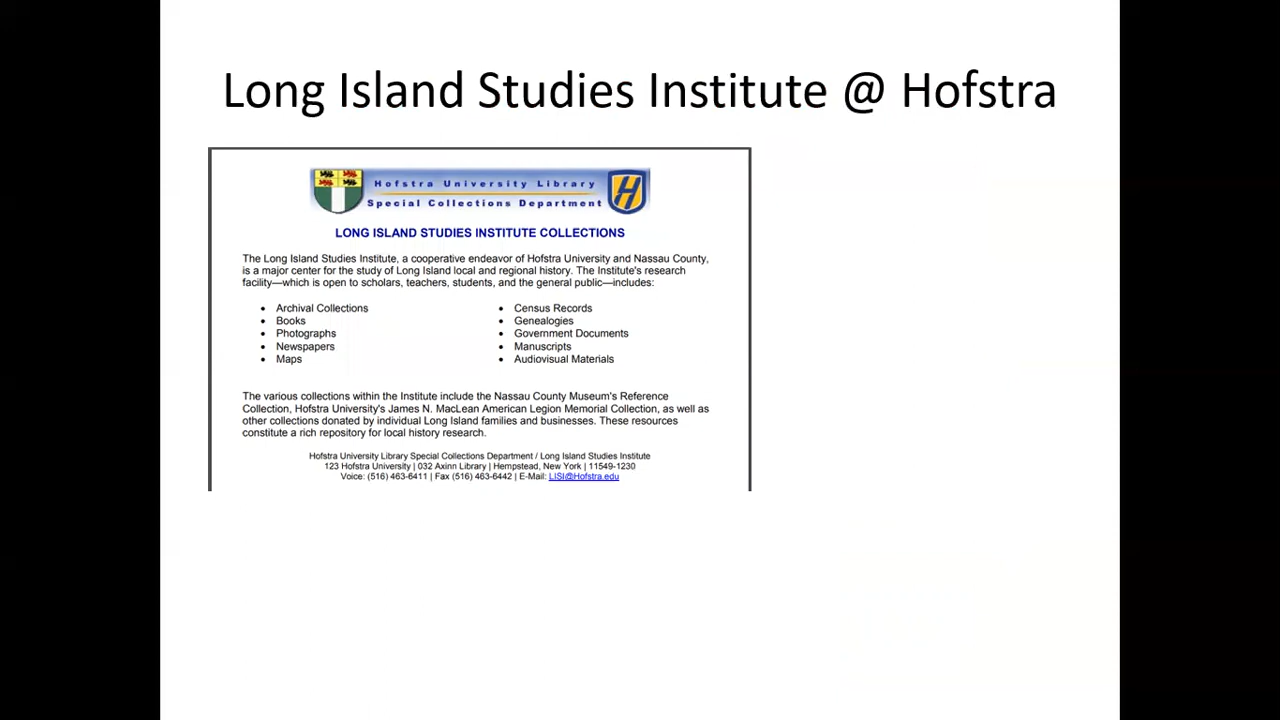 Long Island Studies Institute @ Hofstra
Hofstra University Library
Special Collections Department
LONG ISLAND STUDIES INSTITUTE COLLECTIONS
The Long Island Studies Institute, a cooperative endeavor of Hofstra University and Nassau County,
is a major center for the study of Long Island local and regional history. The Institute's research
facility—which is open to scholars, teachers, students, and the general public—includes:
• Archival Collections
• Books
• Photographs
• Newspapers
• Maps
• Census Records
• Genealogies
• Government Documents
• Manuscripts
• Audiovisual Materials
The various collections within the Institute include the Nassau County Museum's Reference
Collection, Hofstra University's James N. MacLean American Legion Memorial Collection, as well as
other collections donated by individual Long Island families and businesses. These resources
constitute a rich repository for local history research.
Hofstra University Library Special Collections Department / Long Island Studies Institute
123 Hofstra University | 032 Axinn Library | Hempstead, New York | 11549-1230
Voice: (516) 463-6411 | Fax (516) 463-6442 | E-Mail: LISI@Hofstra.edu